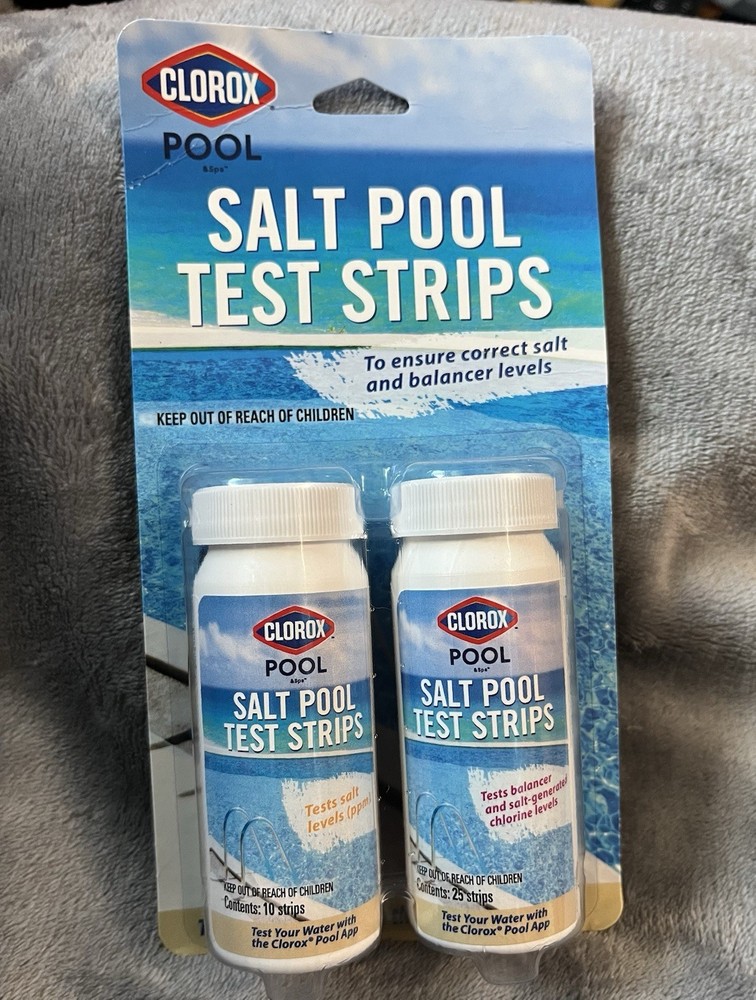 CLOROX
POOL
&Spa™
SALT POOL
TEST STRIPS
To ensure correct salt
and balancer levels
KEEP OUT OF REACH OF CHILDREN
CLOROX
POOL
&Spa™
SALT POOL
TEST STRIPS
Tests salt
levels (ppm)
KEEP OUT OF REACH OF CHILDREN
Contents: 10 strips
Test Your Water with
the Clorox® Pool App
CLOROX
POOL
&Spa™
SALT POOL
TEST STRIPS
Tests balancer
and salt-generated
chlorine levels
KEEP OUT OF REACH OF CHILDREN
Contents: 25 strips
Test Your Water with
the Clorox® Pool App